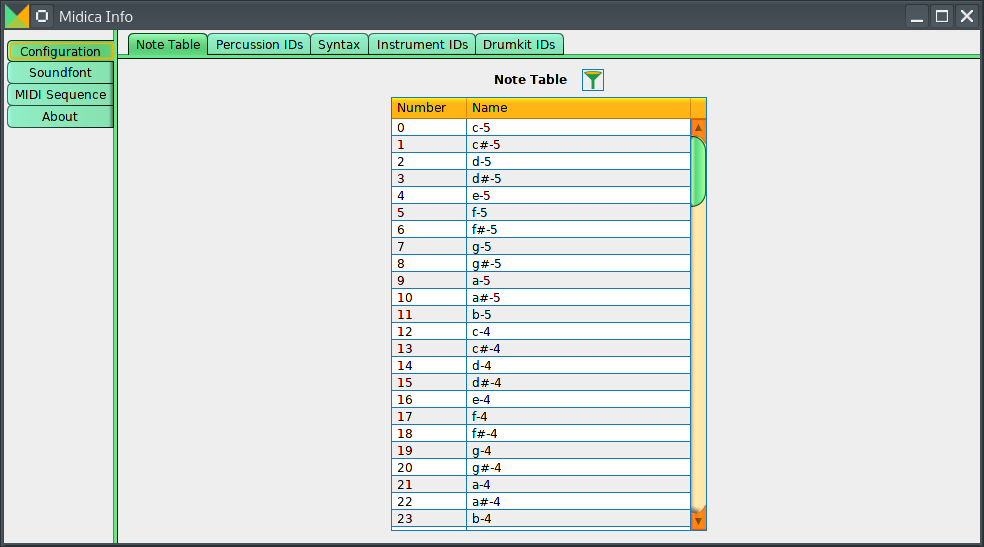 Midica Info
Configuration
Soundfont
MIDI Sequence
About
Note Table Percussion IDs Syntax Instrument IDs Drumkit IDs
Note Table
Number Name
0 c-5
1 c#-5
2 d-5
3 d#-5
4 e-5
5 f-5
6 f#-5
7 g-5
8 g#-5
9 a-5
10 a#-5
11 b-5
12 c-4
13 c#-4
14 d-4
15 d#-4
16 e-4
17 f-4
18 f#-4
19 g-4
20 g#-4
21 a-4
22 a#-4
23 b-4